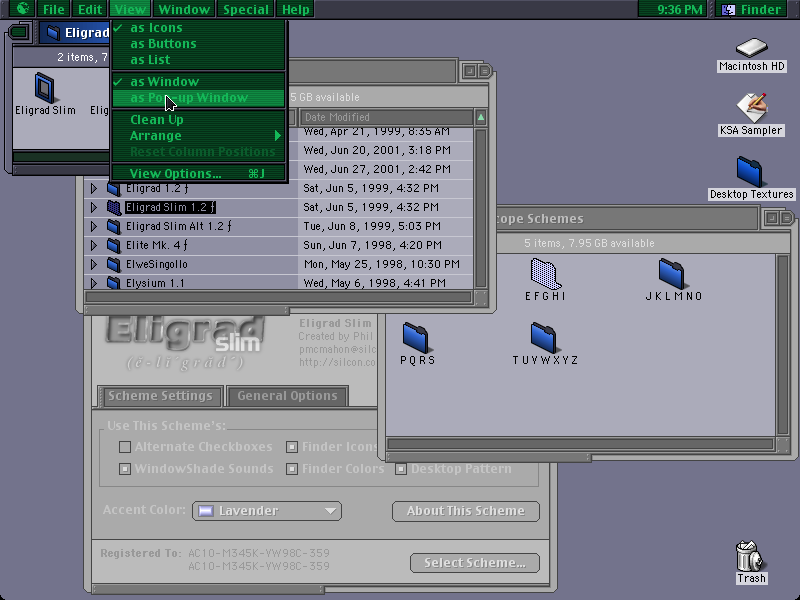 File Edit View Window Special Help 9:36 PM Finder
Eligrad
2 items, 7
Eligrad Slim
Elig
as Icons
as Buttons
as List
as Window
as Pop-up Window
Clean Up
Arrange
Reset Column Positions
View Options... ⌘J
5 GB available
Date Modified
Wed, Apr 21, 1999, 8:35 AM
Wed, Jun 20, 2001, 3:18 PM
Wed, Jun 27, 2001, 2:42 PM
Eligrad 1.2 ƒ Sat, Jun 5, 1999, 4:32 PM
Eligrad Slim 1.2 ƒ Sat, Jun 5, 1999, 4:32 PM
Eligrad Slim Alt 1.2 ƒ Tue, Jun 8, 1999, 5:03 PM
Elite Mk. 4 ƒ Sun, Jun 7, 1998, 4:20 PM
ElweSingollo Mon, May 25, 1998, 10:30 PM
Elysium 1.1 Wed, May 6, 1998, 4:41 PM
Macintosh HD
KSA Sampler
Desktop Textures
cope Schemes
5 items, 7.95 GB available
EFGHI
JKLMNO
PQRS
TUVWXYZ
Eligrad
slim
(ē-lī´grad´)
Eligrad Slim
Created by Phil
pmcmahon@silc
http://silcon.co
Scheme Settings General Options
Use This Scheme's:
Alternate Checkboxes Finder Icons
WindowShade Sounds Finder Colors Desktop Pattern
Accent Color: Lavender About This Scheme
Registered To: AC10-M345K-VW98C-359
AC10-M345K-VW98C-359
Select Scheme...
Trash